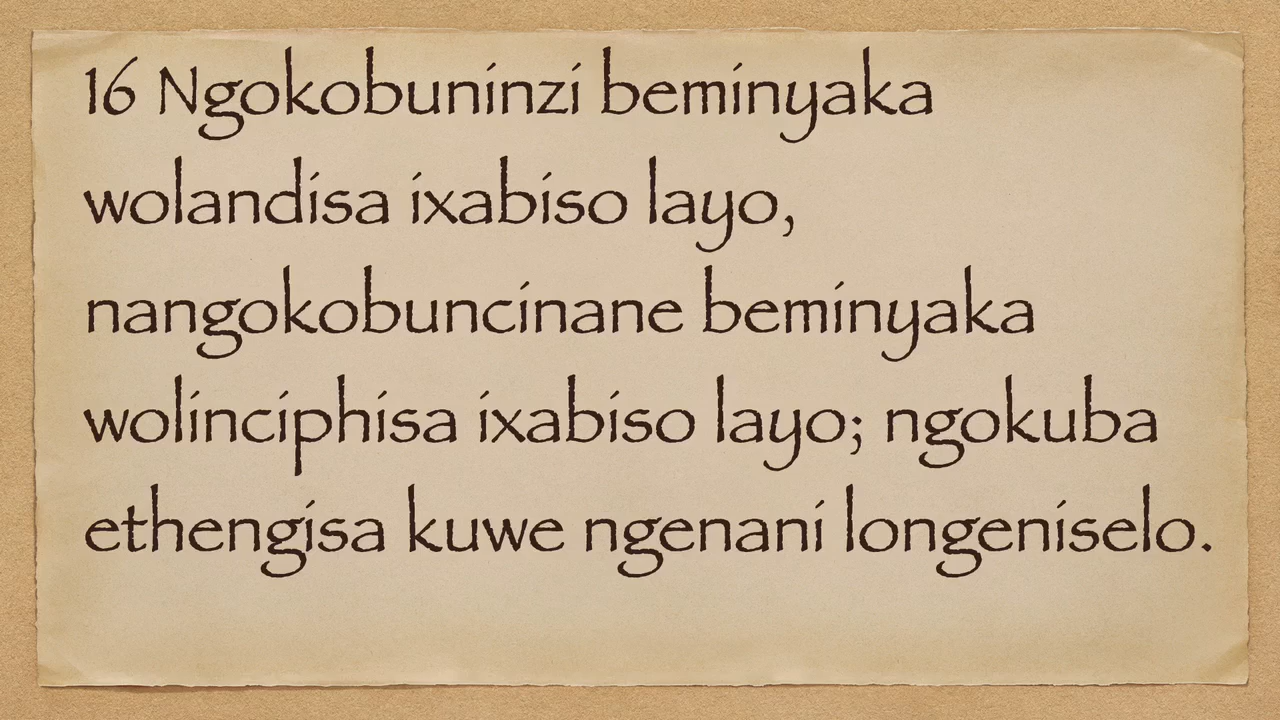 16 Ngokobuninzi beminyaka
wolandisa ixabiso layo,
nangokobuncinane beminyaka
wolinciphisa ixabiso layo; ngokuba
ethengisa kuwe ngenani longeniselo.